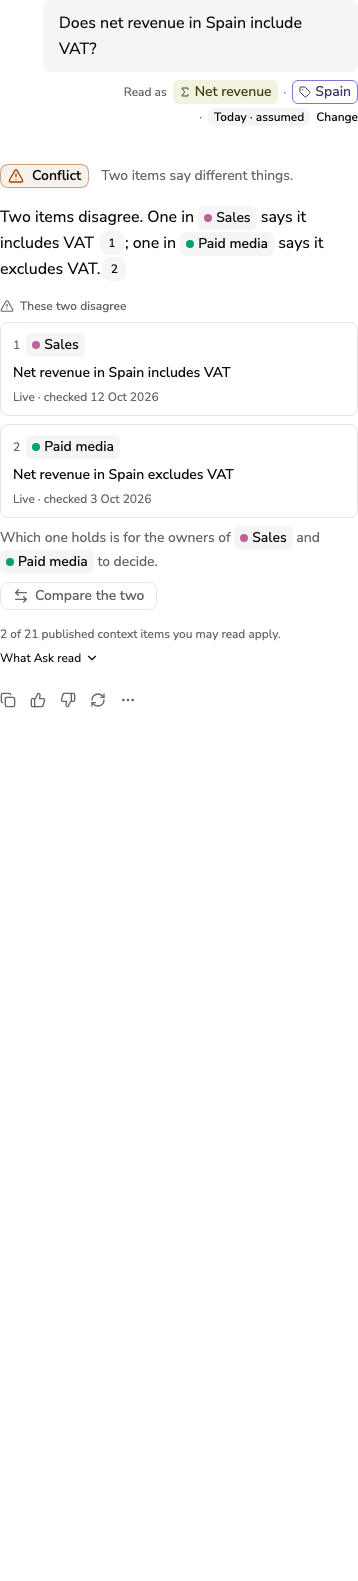 Does net revenue in Spain include
VAT?
Read as Net revenue · Spain
· Today · assumed Change
Conflict Two items say different things.
Two items disagree. One in Sales says it
includes VAT 1 ; one in Paid media says it
excludes VAT. 2
These two disagree
1 Sales
Net revenue in Spain includes VAT
Live · checked 12 Oct 2026
2 Paid media
Net revenue in Spain excludes VAT
Live · checked 3 Oct 2026
Which one holds is for the owners of Sales and
Paid media to decide.
Compare the two
2 of 21 published context items you may read apply.
What Ask read